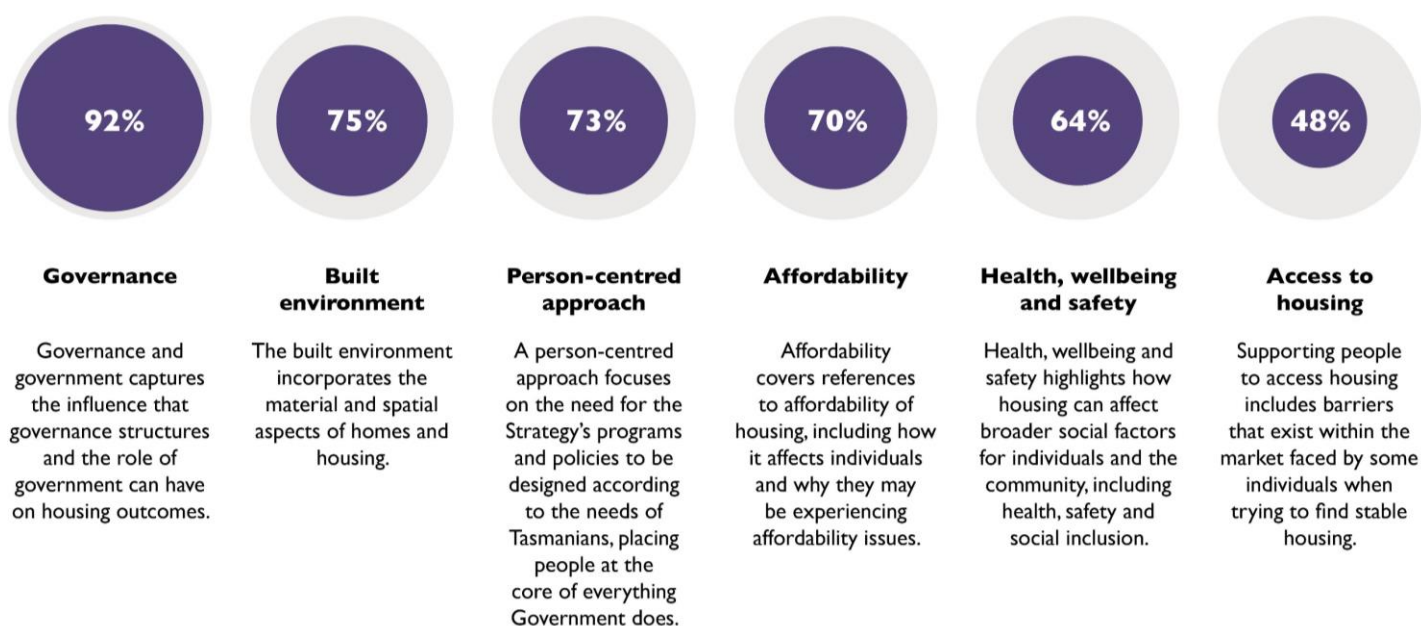 92%
75%
73%
70%
64%
48%
Governance
Governance and
government captures
the influence that
governance structures
and the role of
government can have
on housing outcomes.
Built
environment
The built environment
incorporates the
material and spatial
aspects of homes and
housing.
Person-centred
approach
A person-centred
approach focuses
on the need for the
Strategy’s programs
and policies to be
designed according
to the needs of
Tasmanians, placing
people at the
core of everything
Government does.
Affordability
Affordability
covers references
to affordability of
housing, including how
it affects individuals
and why they may
be experiencing
affordability issues.
Health, wellbeing
and safety
Health, wellbeing and
safety highlights how
housing can affect
broader social factors
for individuals and the
community, including
health, safety and
social inclusion.
Access to
housing
Supporting people
to access housing
includes barriers
that exist within the
market faced by some
individuals when
trying to find stable
housing.